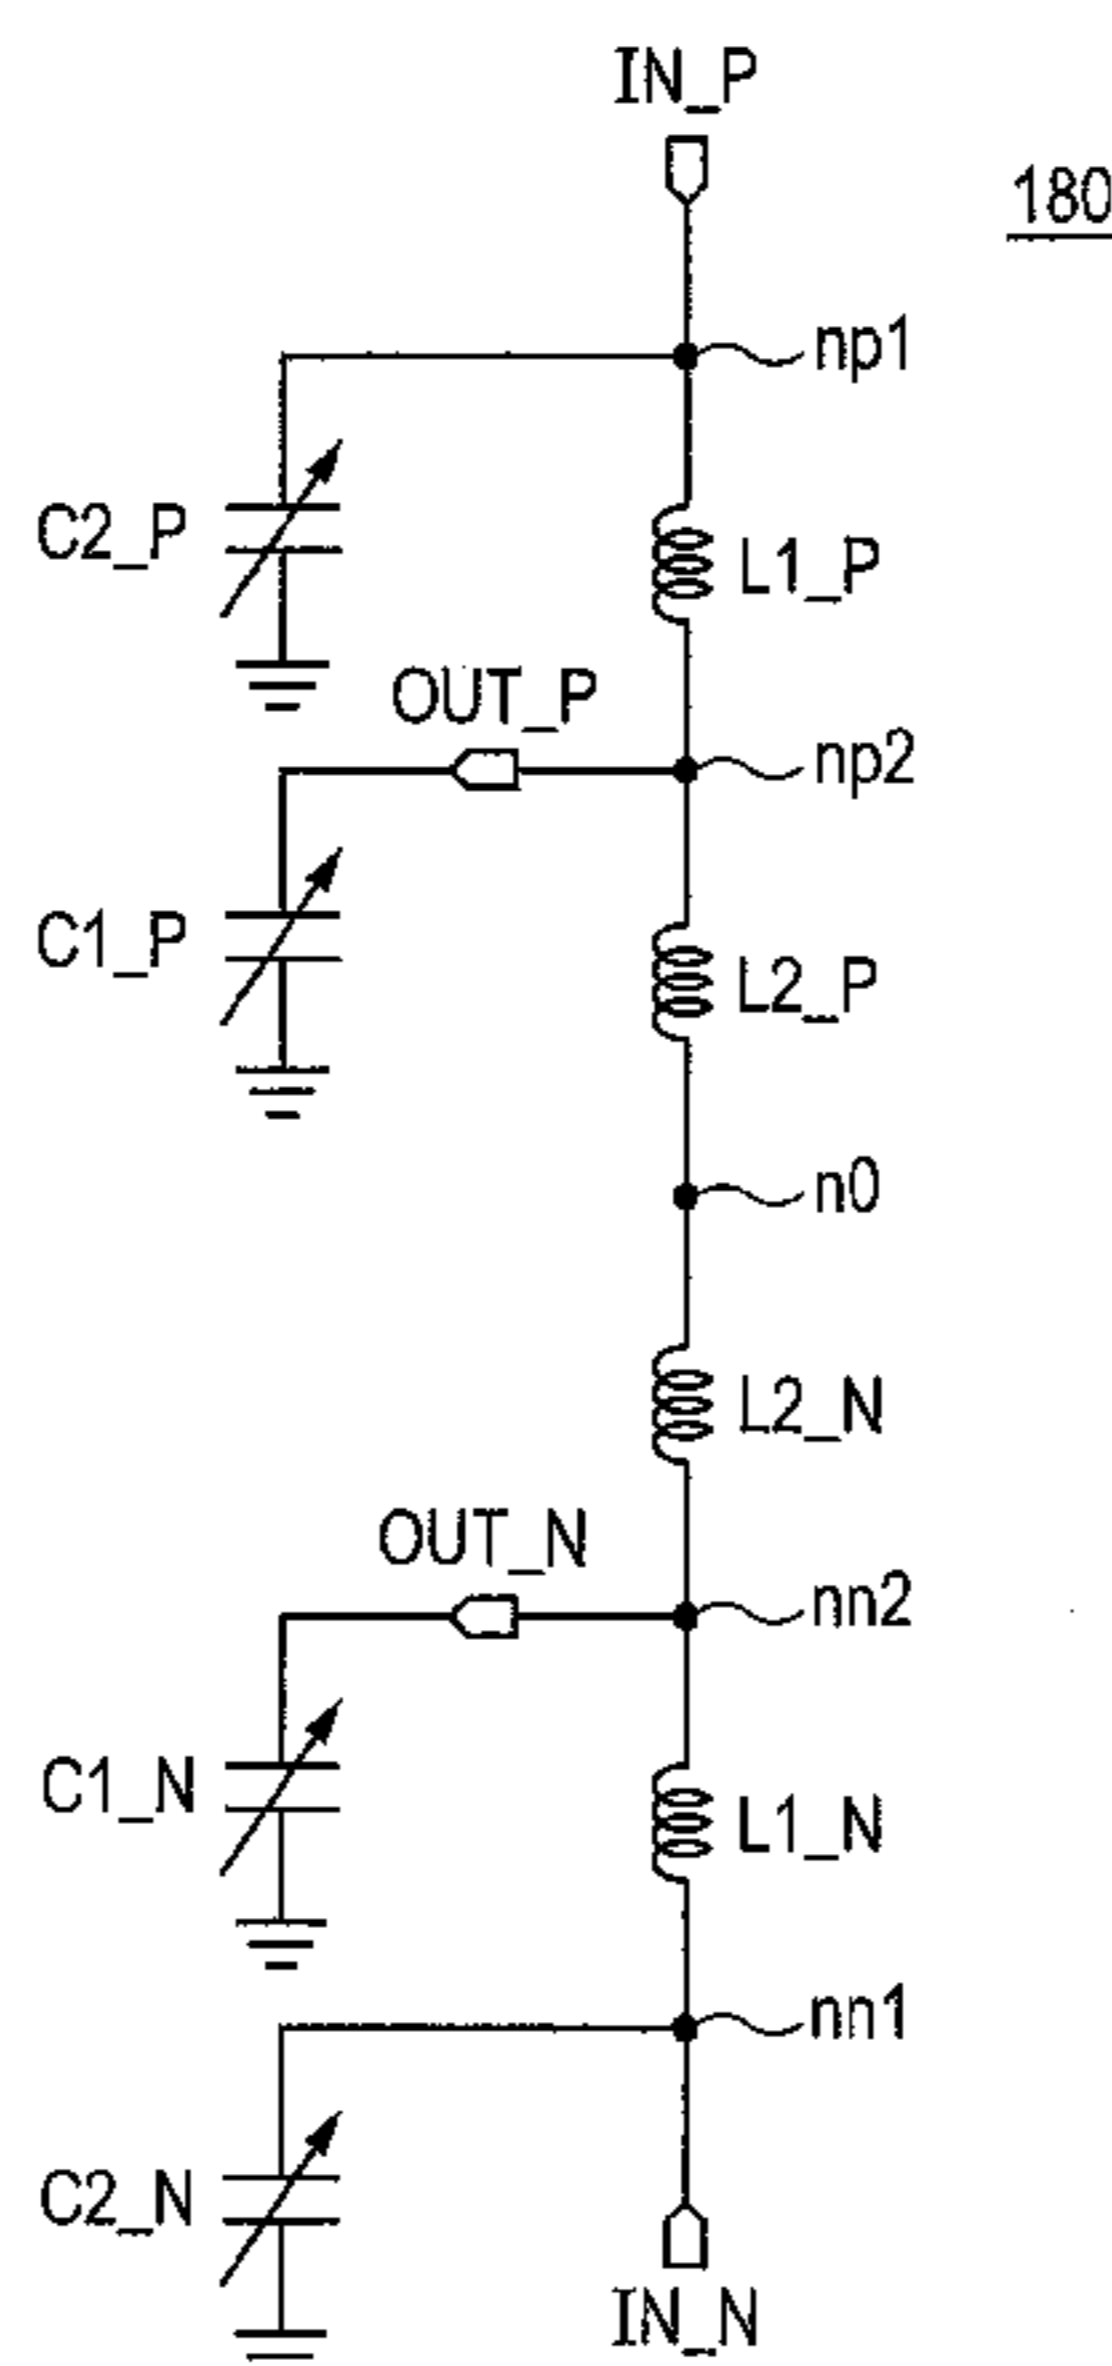 IN_P
180
np1
C2_P
L1_P
OUT_P
np2
C1_P
L2_P
n0
L2_N
OUT_N
nn2
C1_N
L1_N
nn1
C2_N
IN_N